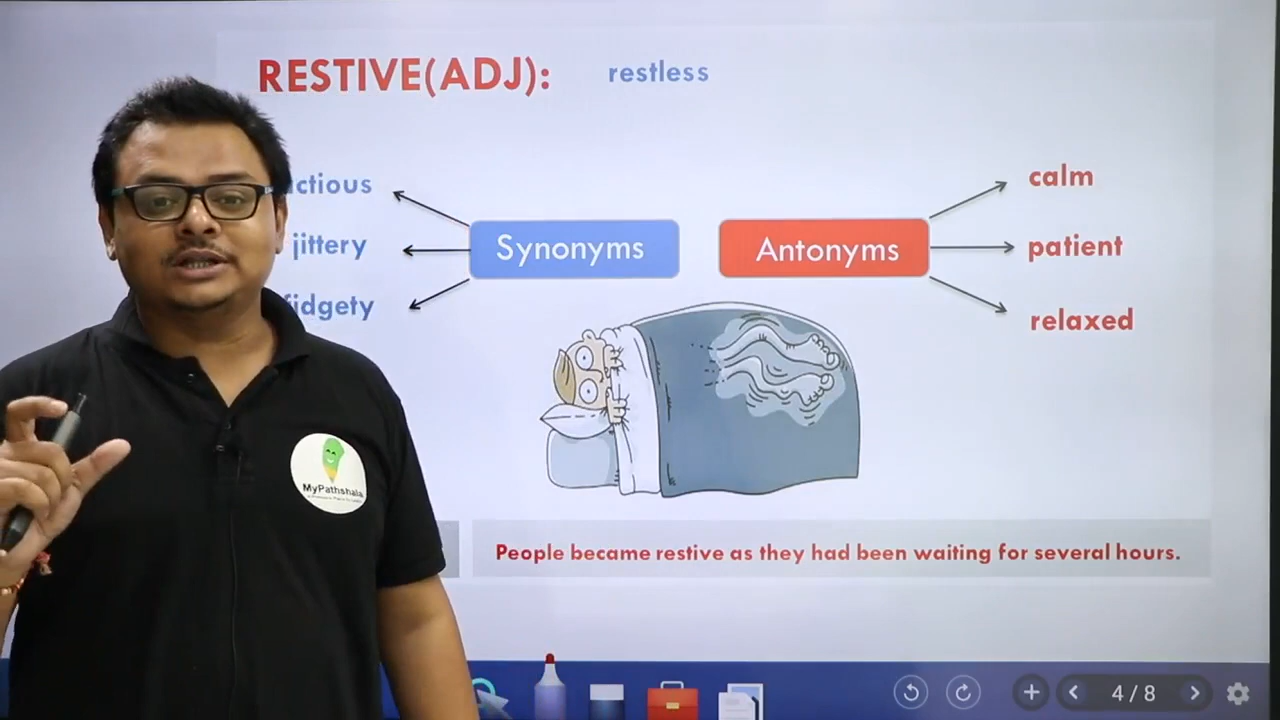 RESTIVE(ADJ): restless
ctious
calm
Synonyms
Antonyms
jittery
patient
fidgety
relaxed
MyPathshala
People became restive as they had been waiting for several hours.
4 / 8